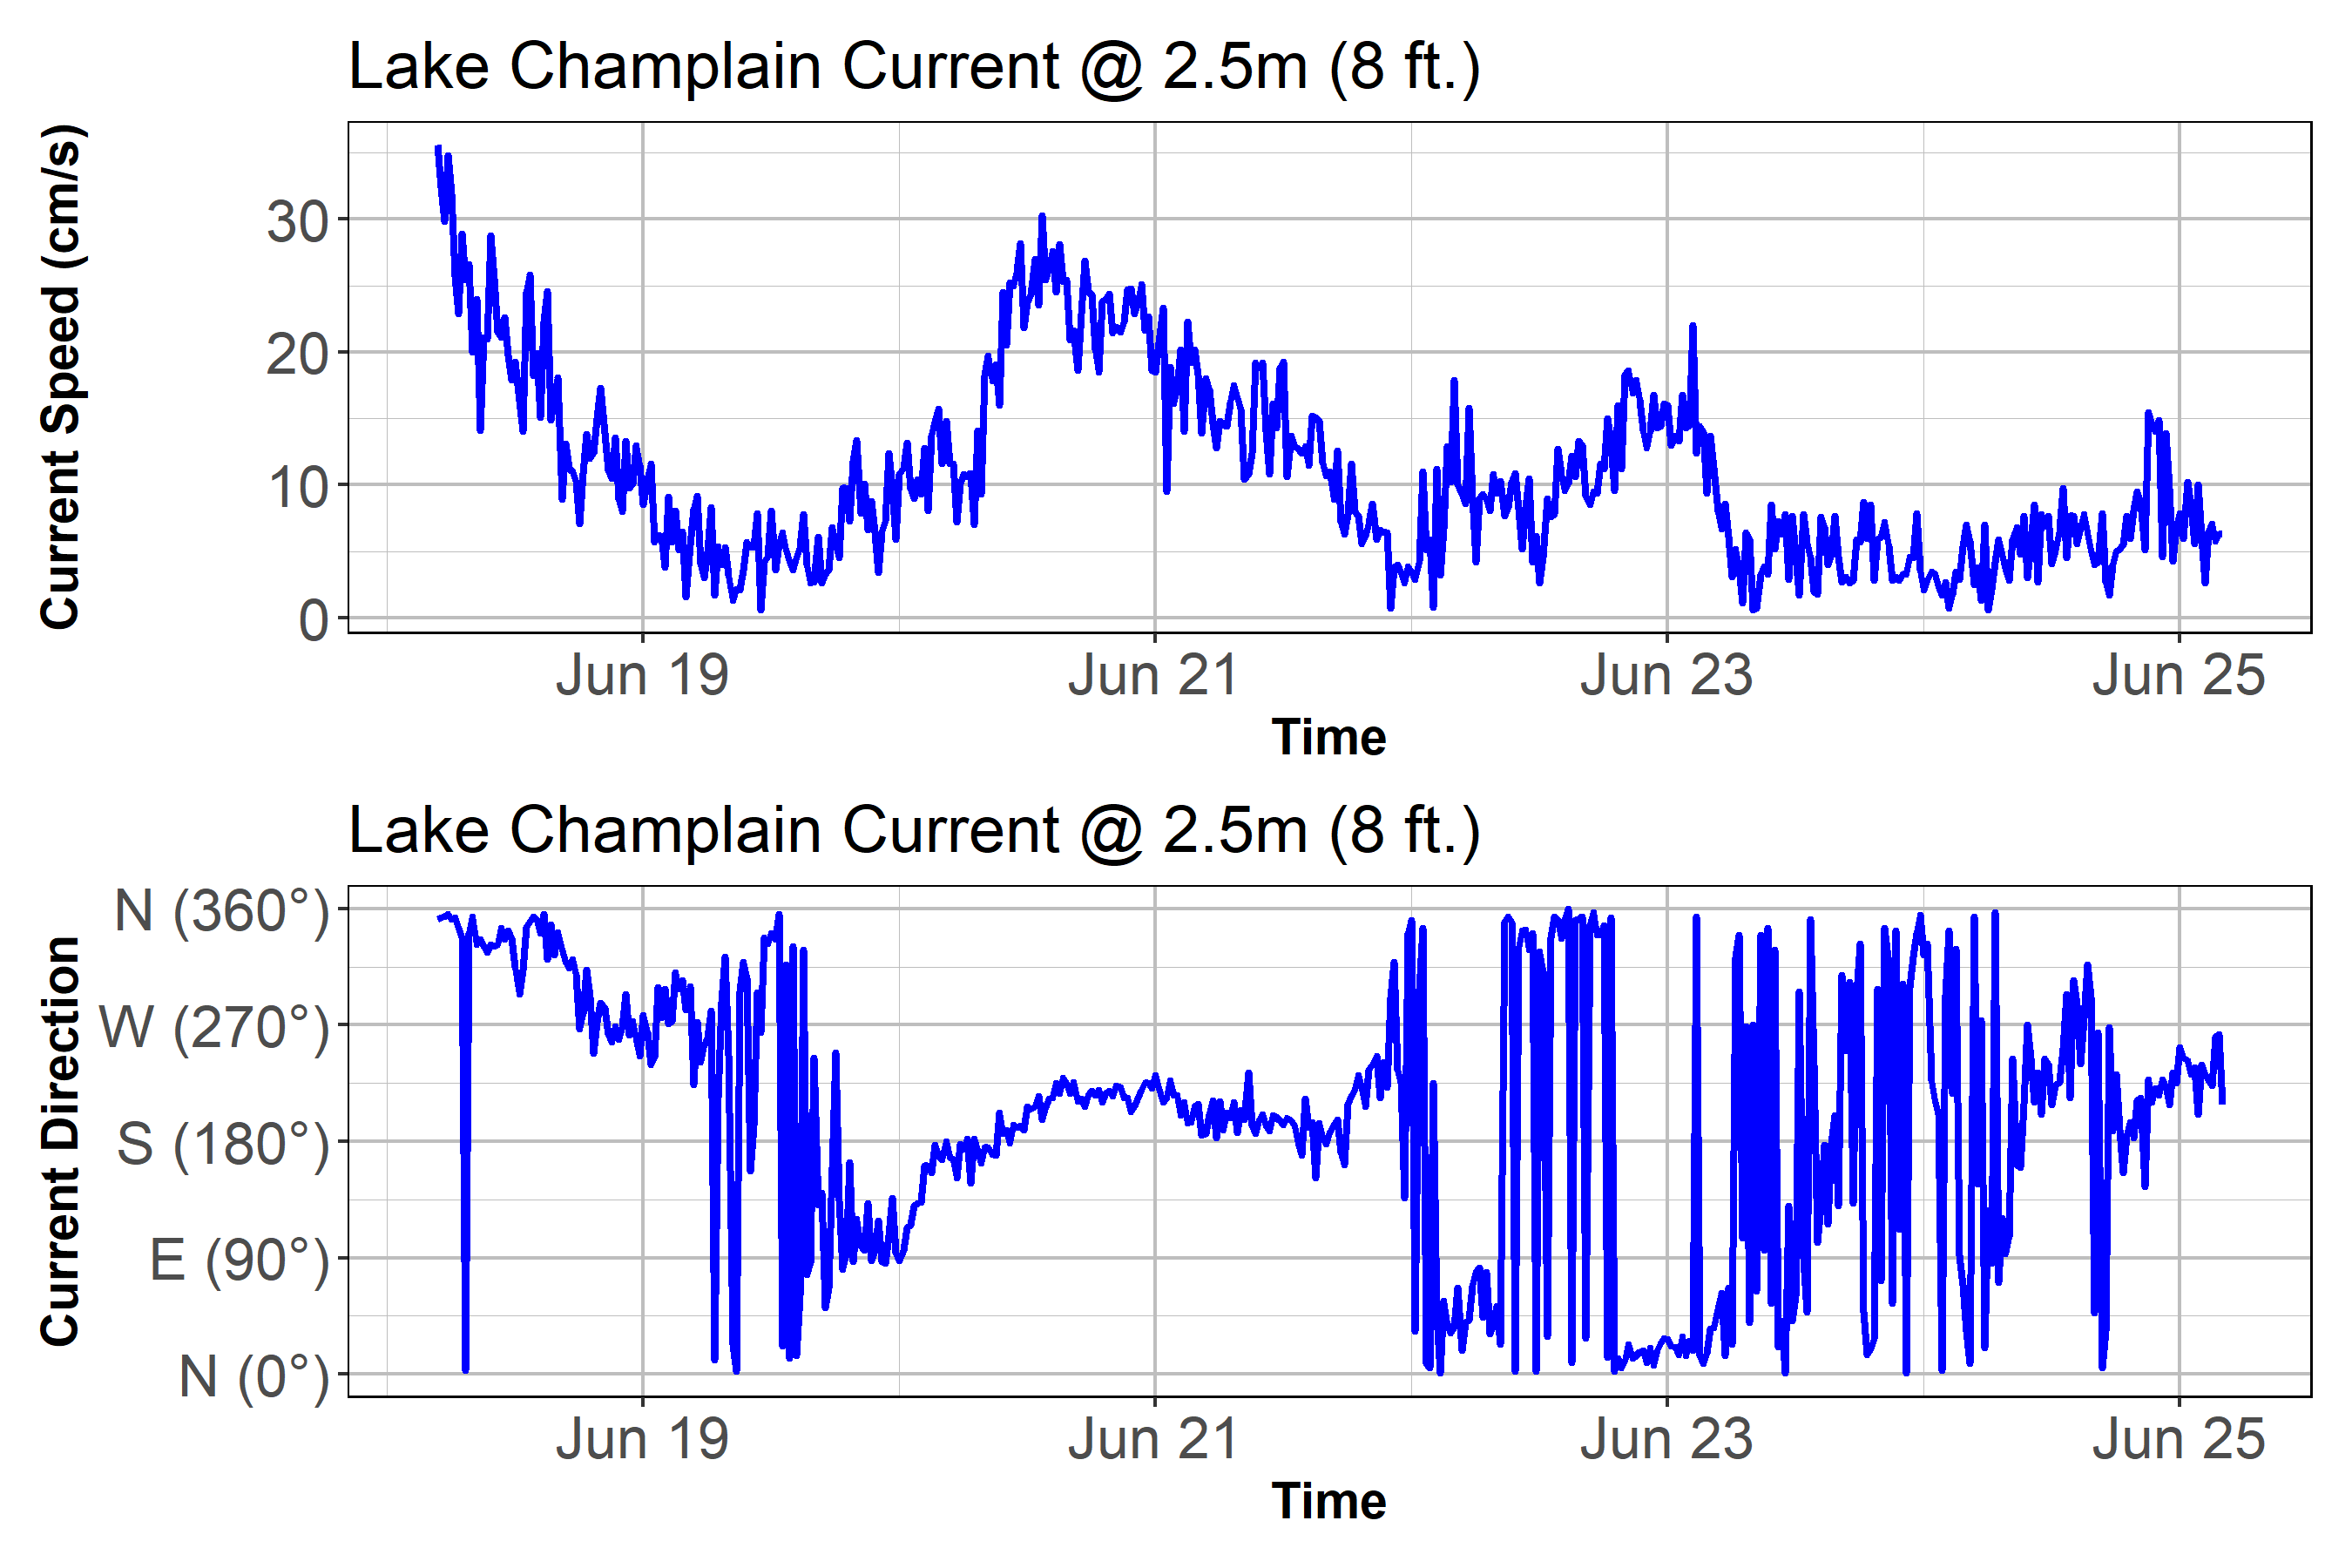 Lake Champlain Current @ 2.5m (8 ft.)
Current Speed (cm/s)
30
20
10
0
Jun 19 Jun 21 Jun 23 Jun 25
Time
Lake Champlain Current @ 2.5m (8 ft.)
Current Direction
N (360°)
W (270°)
S (180°)
E (90°)
N (0°)
Jun 19 Jun 21 Jun 23 Jun 25
Time